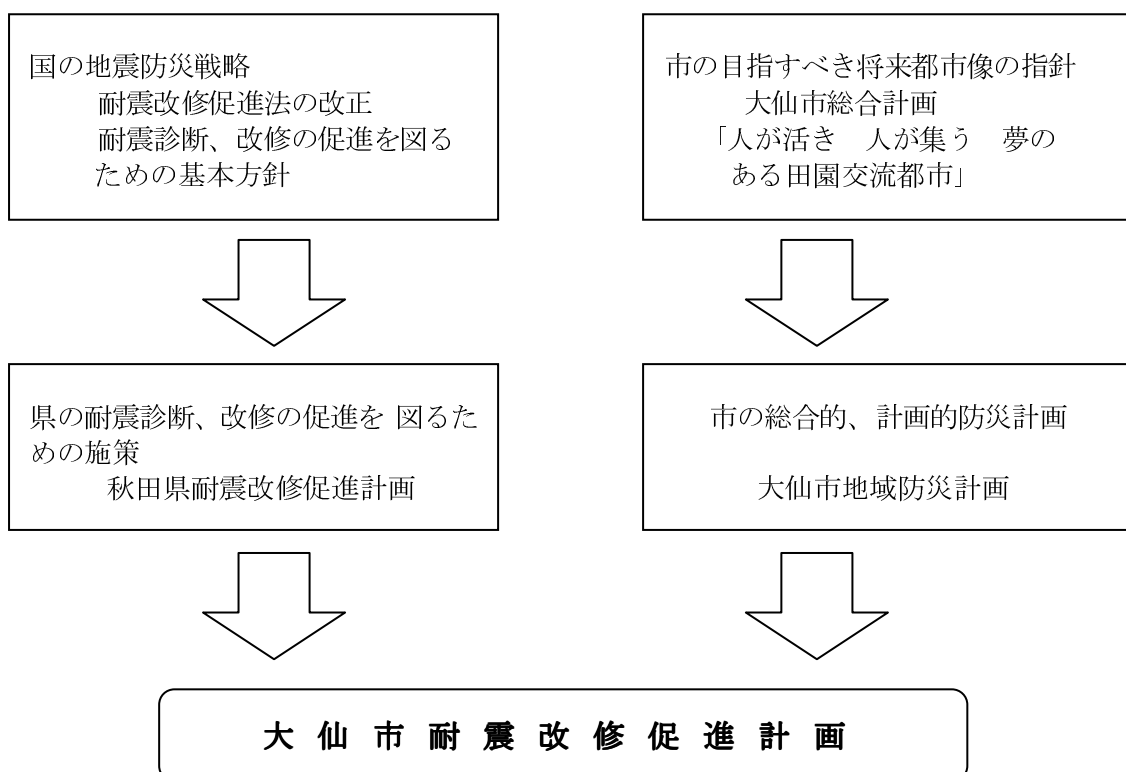 国の地震防災戦略
耐震改修促進法の改正
耐震診断、改修の促進を図る
ための基本方針
市の目指すべき将来都市像の指針
大仙市総合計画
「人が活き　人が集う　夢の
ある田園交流都市」
県の耐震診断、改修の促進を 図るた
めの施策
秋田県耐震改修促進計画
市の総合的、計画的防災計画
大仙市地域防災計画
大 仙 市 耐 震 改 修 促 進 計 画